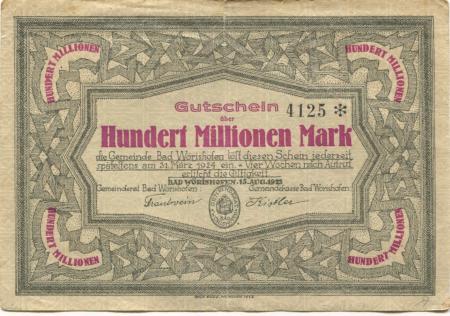 HUNDERT MILLIONEN
HUNDERT MILLIONEN
Gutschein 4125 *
über
Hundert Millionen Mark
die Gemeinde Bad Wörishofen löst diesen Schein jederzeit
spätestens am 31. März 1924 ein. Vier Wochen nach Aufruf
erlischt die Gültigkeit
BAD WÖRISHOFEN, 15. AUG. 1923
Gemeinderat Bad Wörishofen Gemeindekasse Bad Wörishofen
Trautwein
HUNDERT MILLIONEN
HUNDERT MILLIONEN